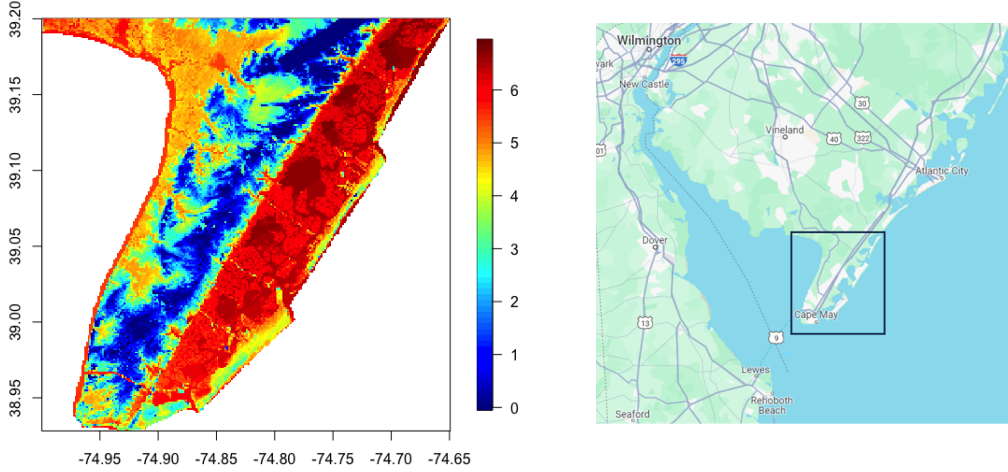 39.20
39.15
39.10
39.05
39.00
38.95
-74.95 -74.90 -74.85 -74.80 -74.75 -74.70 -74.65
6
5
4
3
2
1
0
Wilmington
wark
295
New Castle
30
Vineland
40 322
01
Atlantic City
Dover
13
Cape May
9
Lewes
Rehoboth
Beach
Seaford